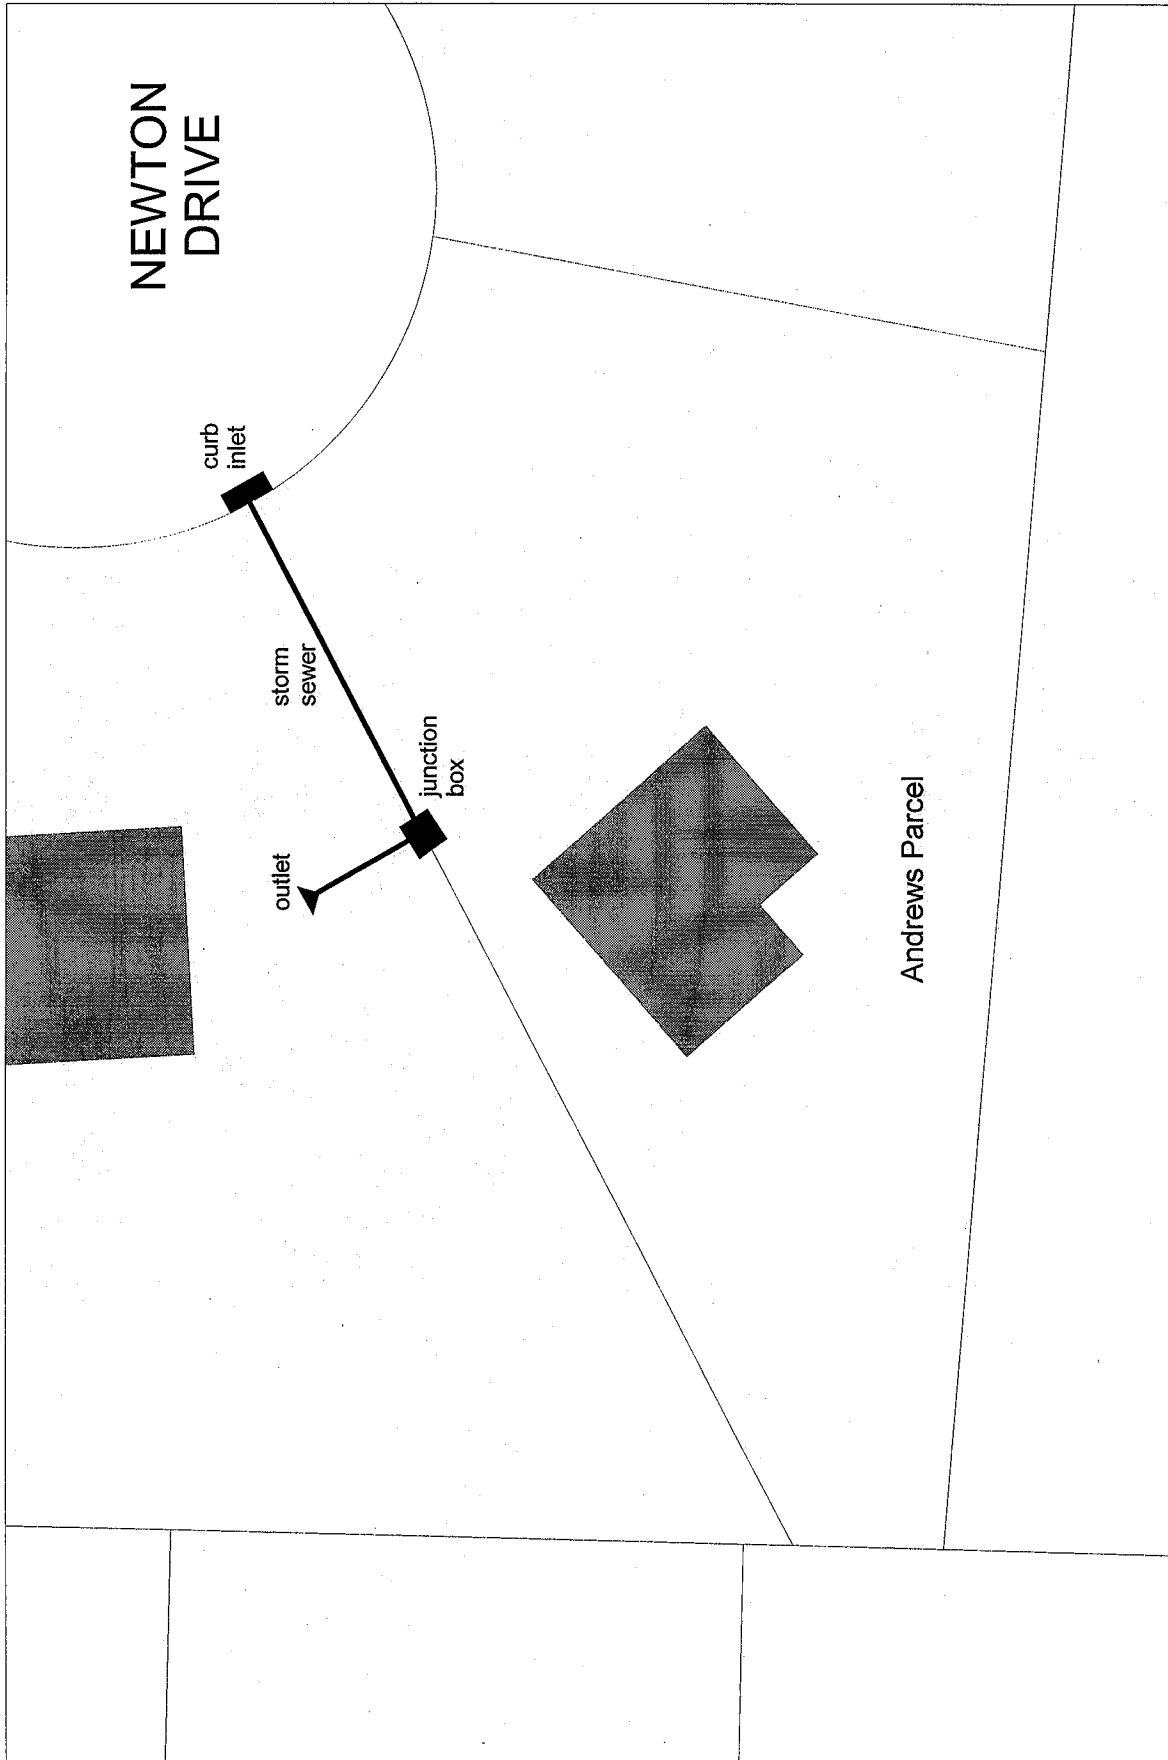 NEWTON
DRIVE
curb
inlet
storm
sewer
junction
box
outlet
Andrews Parcel